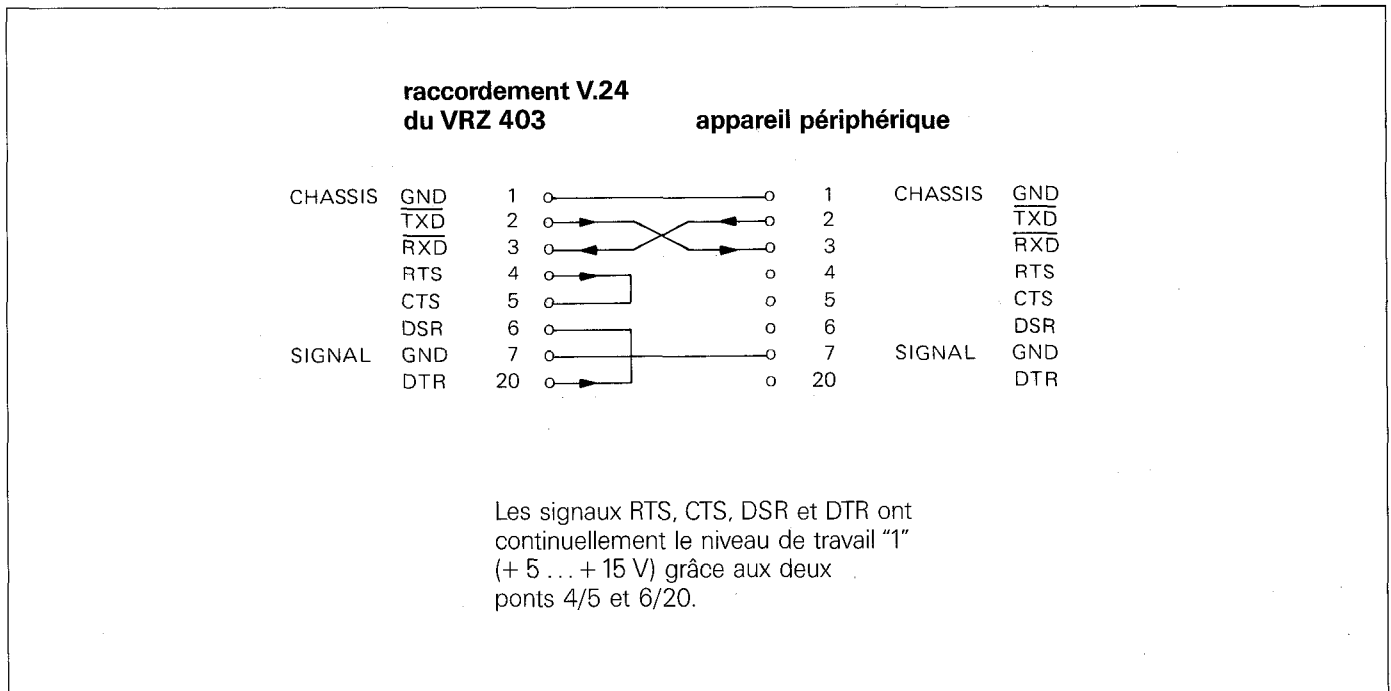 raccordement V.24
du VRZ 403 appareil périphérique
CHASSIS GND 1 1 CHASSIS GND
TXD 2 2 TXD
RXD 3 3 RXD
RTS 4 4 RTS
CTS 5 5 CTS
DSR 6 6 DSR
SIGNAL GND 7 7 SIGNAL GND
DTR 20 20 DTR
Les signaux RTS, CTS, DSR et DTR ont
continuellement le niveau de travail "1"
(+ 5 ... + 15 V) grâce aux deux
ponts 4/5 et 6/20.